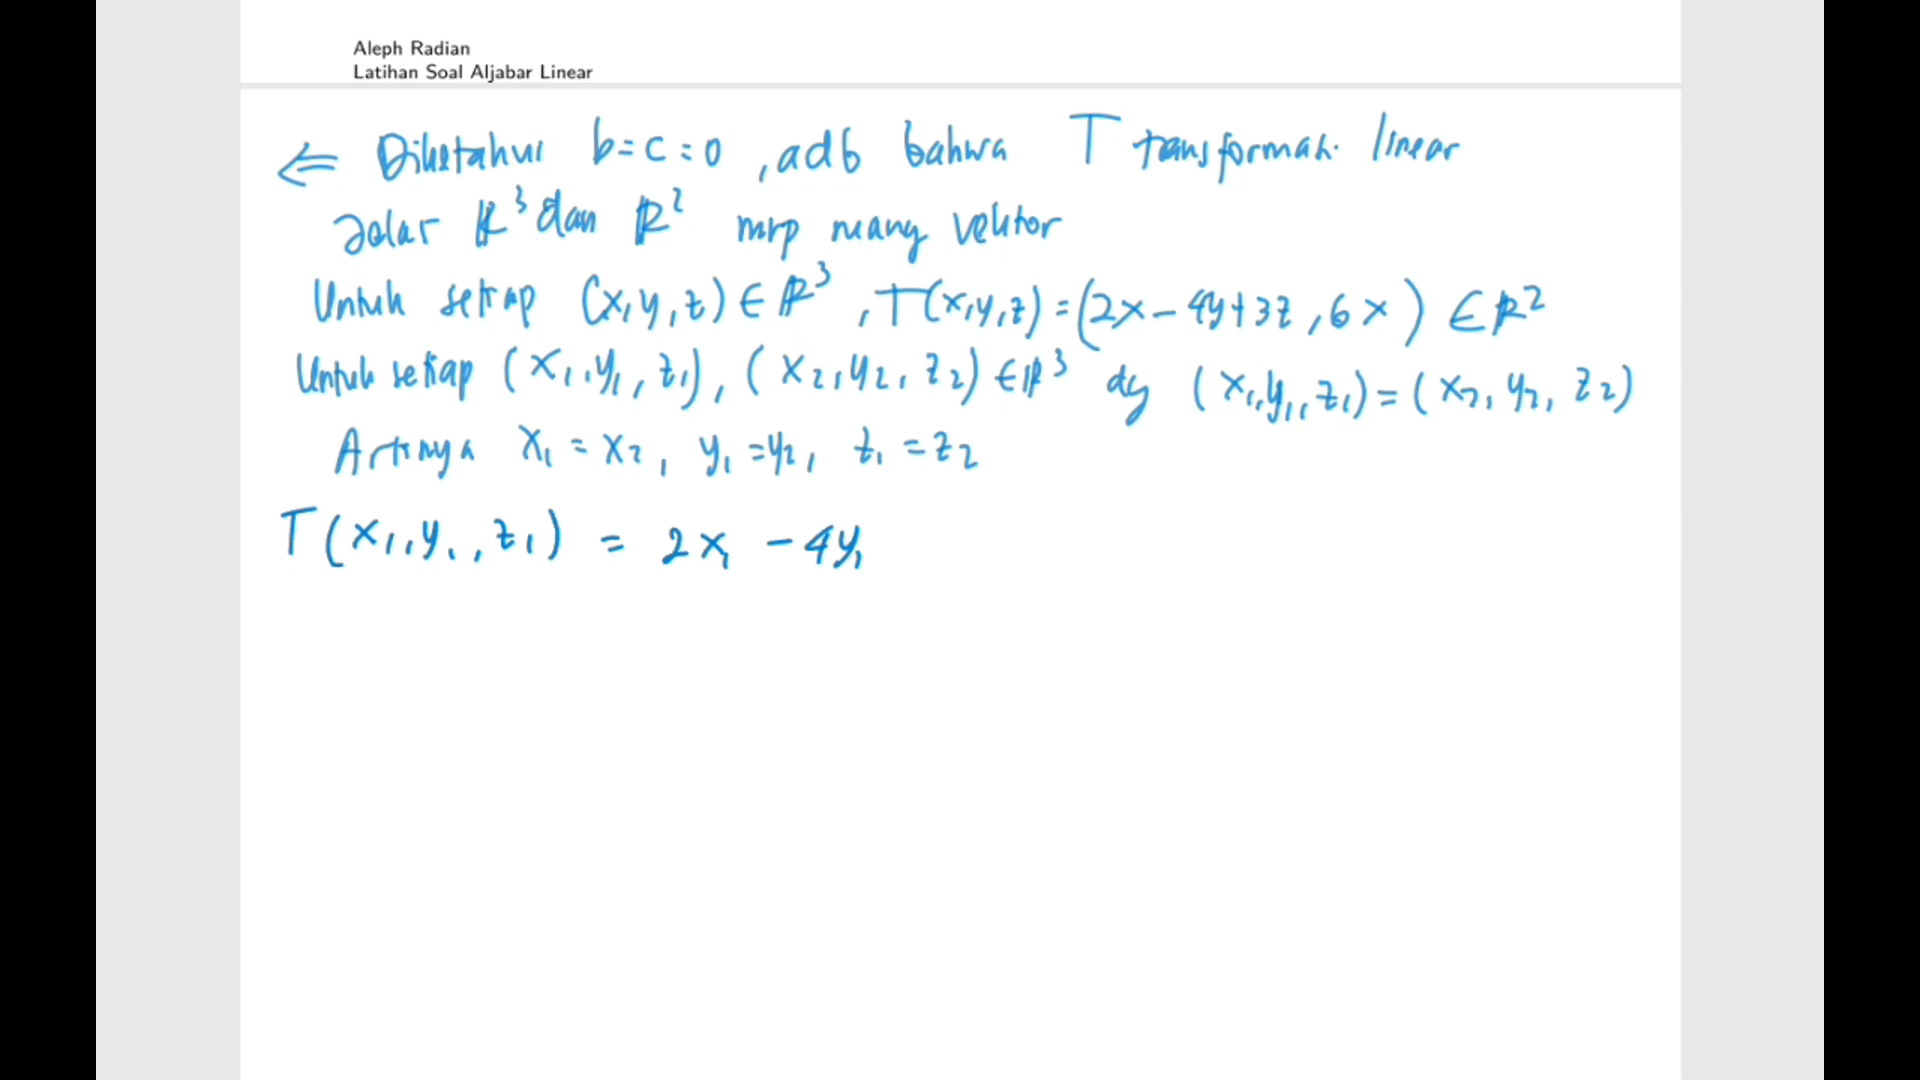 Aleph Radian
Latihan Soal Aljabar Linear
⇐ Diketahui b=c=0, adb bahwa T transformasi linear
Jelas ℝ³ dan ℝ² mrp ruang vektor
Untuk setiap (x,y,z) ∈ ℝ³, T(x,y,z) = (2x-4y+3z, 6x) ∈ ℝ²
Untuk setiap (x₁,y₁,z₁), (x₂,y₂,z₂) ∈ ℝ³ dg (x₁,y₁,z₁) = (x₂,y₂,z₂)
Artinya x₁ = x₂, y₁ = y₂, z₁ = z₂
T(x₁,y₁,z₁) = 2x₁ - 4y₁